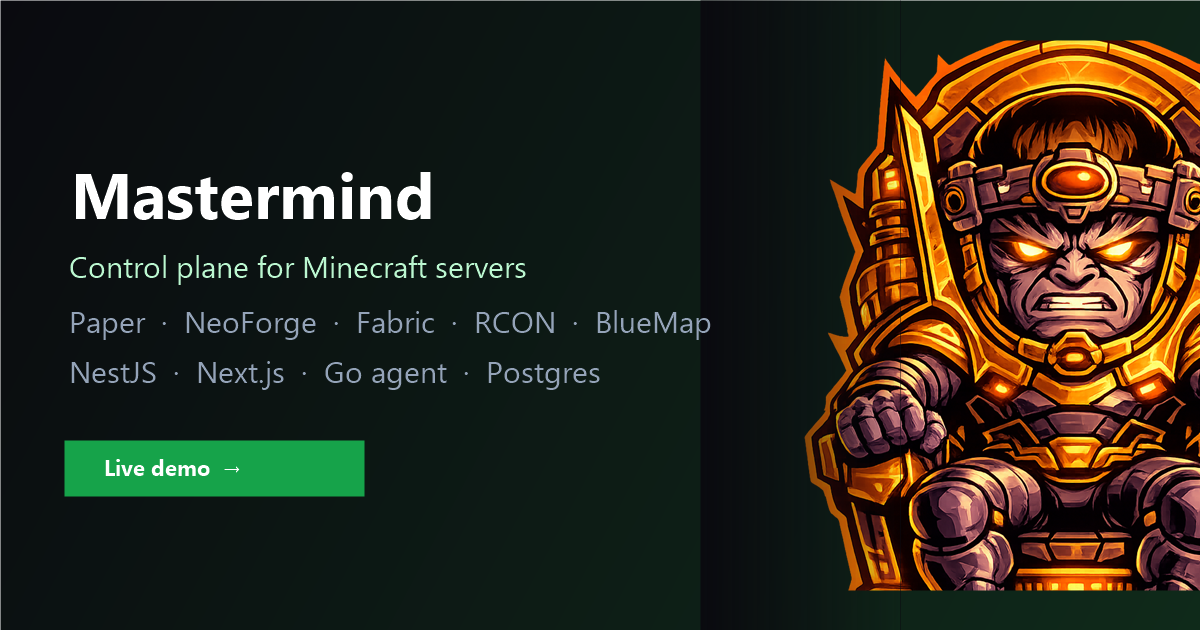 Mastermind
Control plane for Minecraft servers
Paper · NeoForge · Fabric · RCON · BlueMap
NestJS · Next.js · Go agent · Postgres
Live demo →